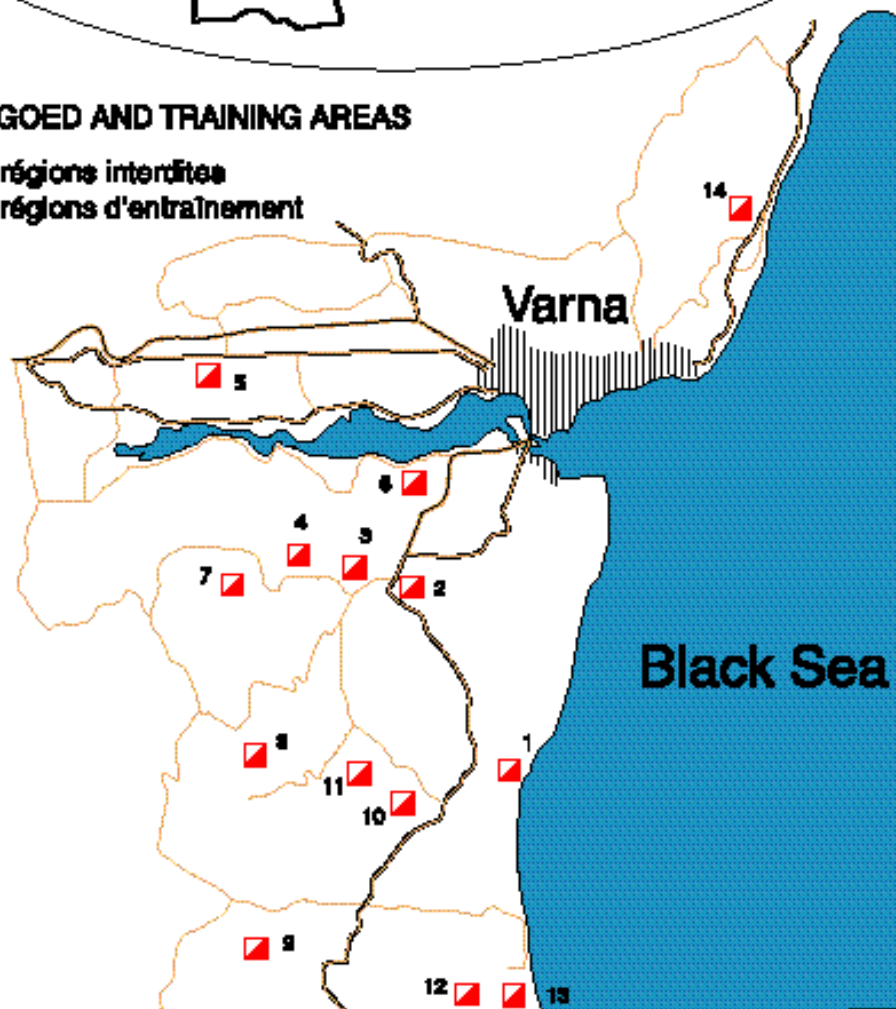 GOED AND TRAINING AREAS
régions interdites
régions d'entraînement
14
Varna
5
6
4
3
7
2
Black Sea
8
1
11
10
9
12
13